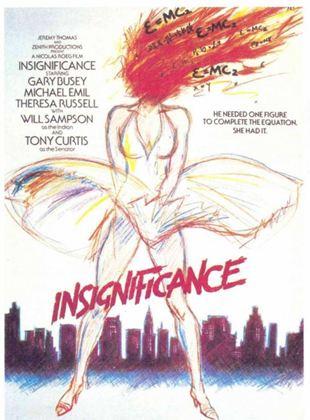 JEREMY THOMAS
AND
ZENITH PRODUCTIONS
PRESENT
A NICOLAS ROEG FILM
INSIGNIFICANCE
STARRING
GARY BUSEY
MICHAEL EMIL
THERESA RUSSELL
WITH
WILL SAMPSON
as the Indian
AND
TONY CURTIS
as the Senator
E=MC2
E=MC2
E=MC2
x=y
HE NEEDED ONE FIGURE
TO COMPLETE THE EQUATION.
SHE HAD IT.
INSIGNIFICANCE